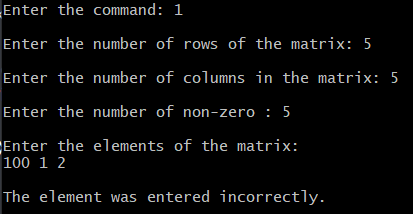 Enter the command: 1
Enter the number of rows of the matrix: 5
Enter the number of columns in the matrix: 5
Enter the number of non-zero : 5
Enter the elements of the matrix:
100 1 2
The element was entered incorrectly.